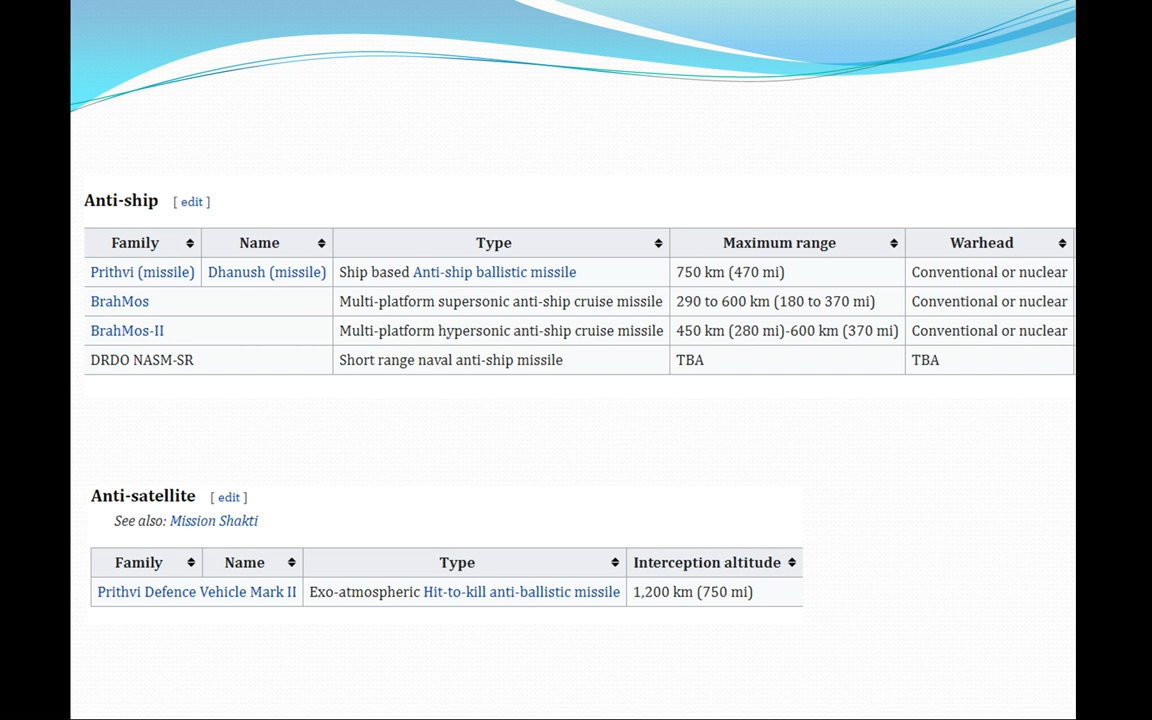 Anti-ship [ edit ]
Family Name Type Maximum range Warhead
Prithvi (missile) Dhanush (missile) Ship based Anti-ship ballistic missile 750 km (470 mi) Conventional or nuclear
BrahMos Multi-platform supersonic anti-ship cruise missile 290 to 600 km (180 to 370 mi) Conventional or nuclear
BrahMos-II Multi-platform hypersonic anti-ship cruise missile 450 km (280 mi)-600 km (370 mi) Conventional or nuclear
DRDO NASM-SR Short range naval anti-ship missile TBA TBA
Anti-satellite [ edit ]
See also: Mission Shakti
Family Name Type Interception altitude
Prithvi Defence Vehicle Mark II Exo-atmospheric Hit-to-kill anti-ballistic missile 1,200 km (750 mi)